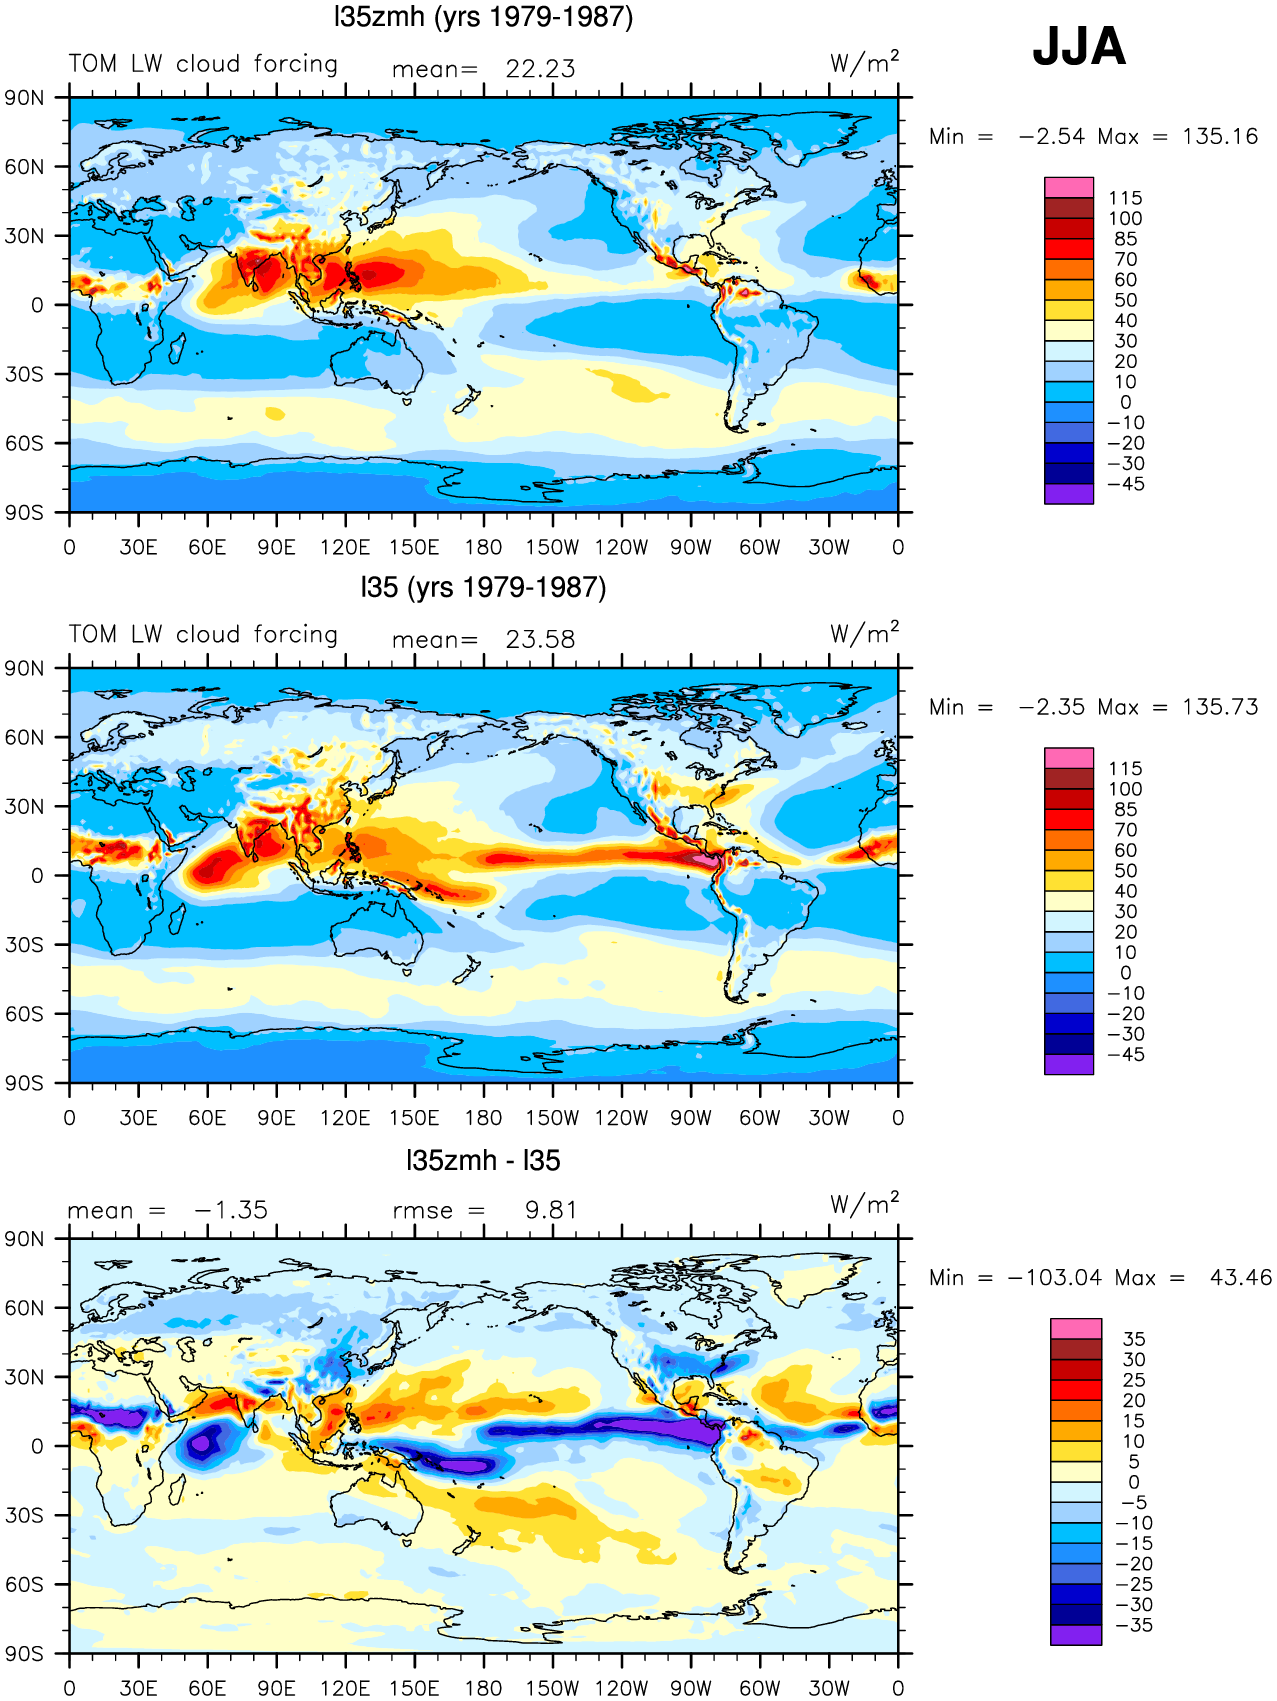 l35zmh (yrs 1979-1987)
JJA
TOM LW cloud forcing mean= 22.23 W/m²
Min = −2.54 Max = 135.16
90N
60N
30N
0
30S
60S
90S
0 30E 60E 90E 120E 150E 180 150W 120W 90W 60W 30W 0
115
100
85
70
60
50
40
30
20
10
0
−10
−20
−30
−45
l35 (yrs 1979-1987)
TOM LW cloud forcing mean= 23.58 W/m²
Min = −2.35 Max = 135.73
90N
60N
30N
0
30S
60S
90S
0 30E 60E 90E 120E 150E 180 150W 120W 90W 60W 30W 0
115
100
85
70
60
50
40
30
20
10
0
−10
−20
−30
−45
l35zmh - l35
mean = −1.35 rmse = 9.81 W/m²
Min = −103.04 Max = 43.46
90N
60N
30N
0
30S
60S
90S
0 30E 60E 90E 120E 150E 180 150W 120W 90W 60W 30W 0
35
30
25
20
15
10
5
0
−5
−10
−15
−20
−25
−30
−35